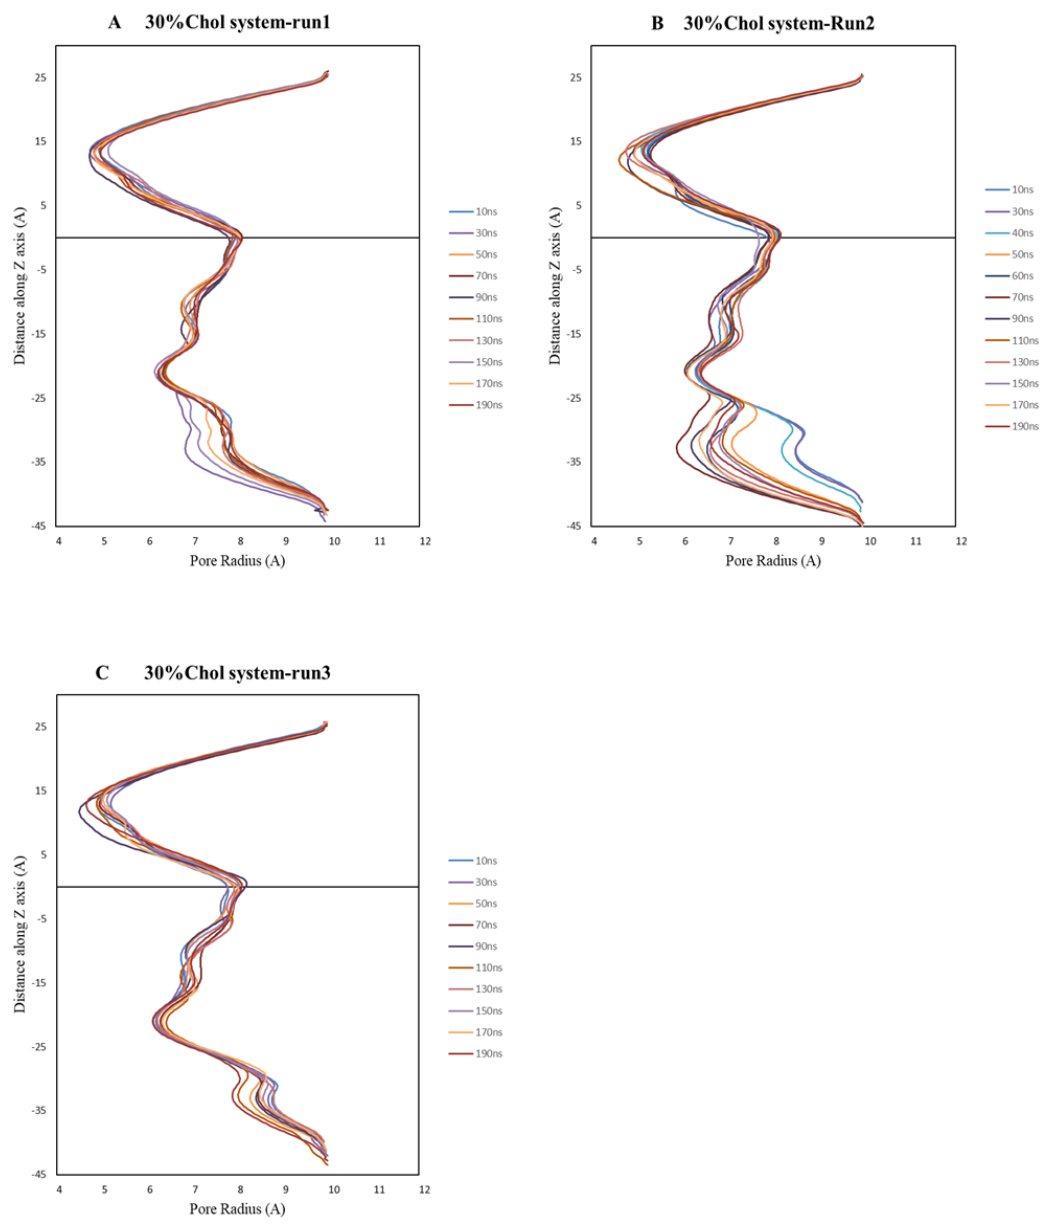 A 30%Chol system-run1
25
15
5
-5
-15
-25
-35
-45
Distance along Z axis (A)
4 5 6 7 8 9 10 11 12
Pore Radius (A)
10ns
30ns
50ns
70ns
90ns
110ns
130ns
150ns
170ns
190ns
B 30%Chol system-Run2
25
15
5
-5
-15
-25
-35
-45
Distance along Z axis (A)
4 5 6 7 8 9 10 11 12
Pore Radius (A)
10ns
30ns
40ns
50ns
60ns
70ns
90ns
110ns
130ns
150ns
170ns
190ns
C 30%Chol system-run3
25
15
5
-5
-15
-25
-35
-45
Distance along Z axis (A)
4 5 6 7 8 9 10 11 12
Pore Radius (A)
10ns
30ns
50ns
70ns
90ns
110ns
130ns
150ns
170ns
190ns